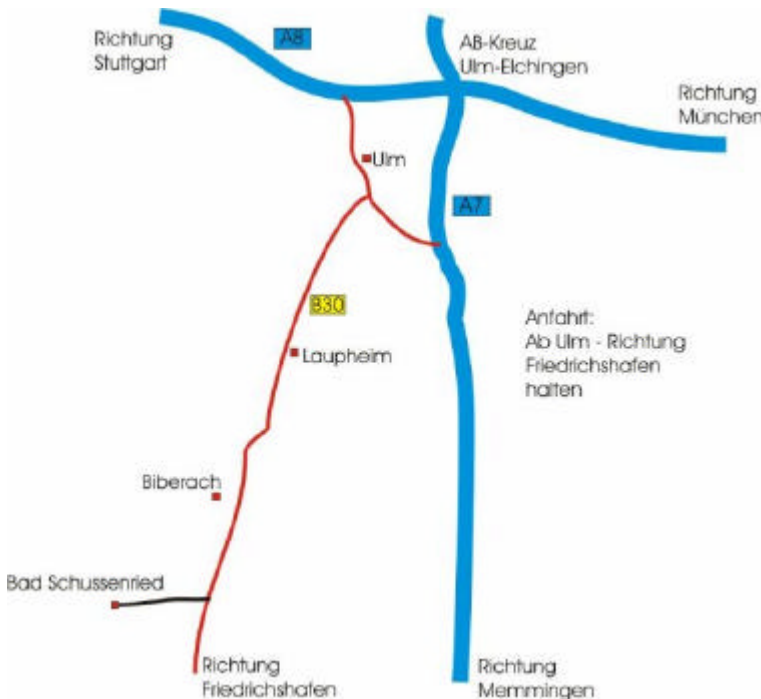 Richtung
Stuttgart
A8
AB-Kreuz
Ulm-Elchingen
Richtung
München
Ulm
A7
B30
Laupheim
Anfahrt:
Ab Ulm - Richtung
Friedrichshafen
halten
Biberach
Bad Schussenried
Richtung
Friedrichshafen
Richtung
Memmingen